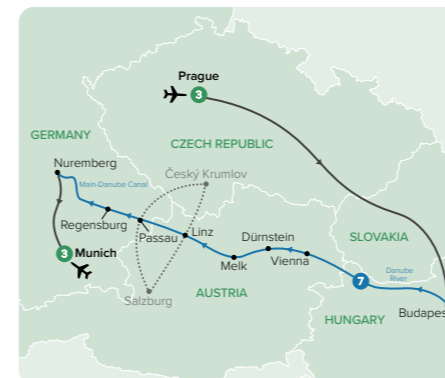 Prague
3
GERMANY
CZECH REPUBLIC
Nuremberg
Český Krumlov
Main-Danube Canal
Regensburg
Passau
Linz
Dürnstein
SLOVAKIA
3
Munich
Melk
Vienna
Danube
River
7
Salzburg
AUSTRIA
HUNGARY
Budapes